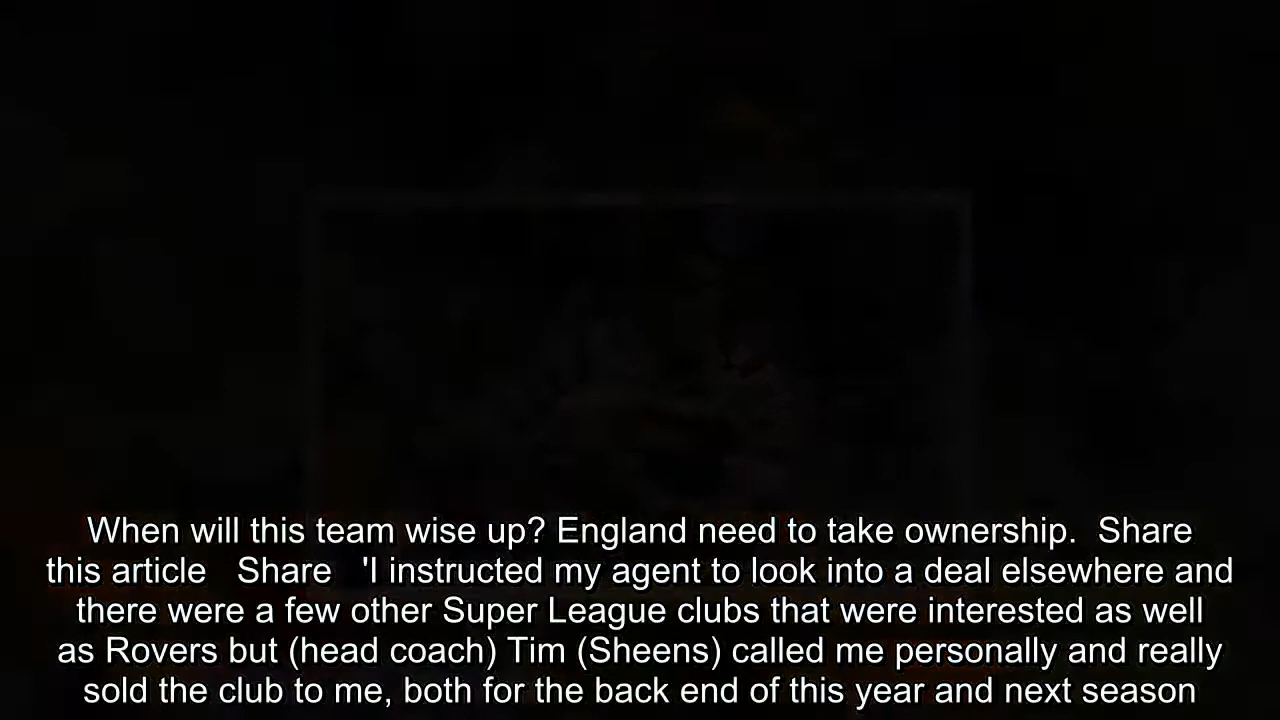 When will this team wise up? England need to take ownership.  Share
this article   Share   'I instructed my agent to look into a deal elsewhere and
there were a few other Super League clubs that were interested as well
as Rovers but (head coach) Tim (Sheens) called me personally and really
sold the club to me, both for the back end of this year and next season